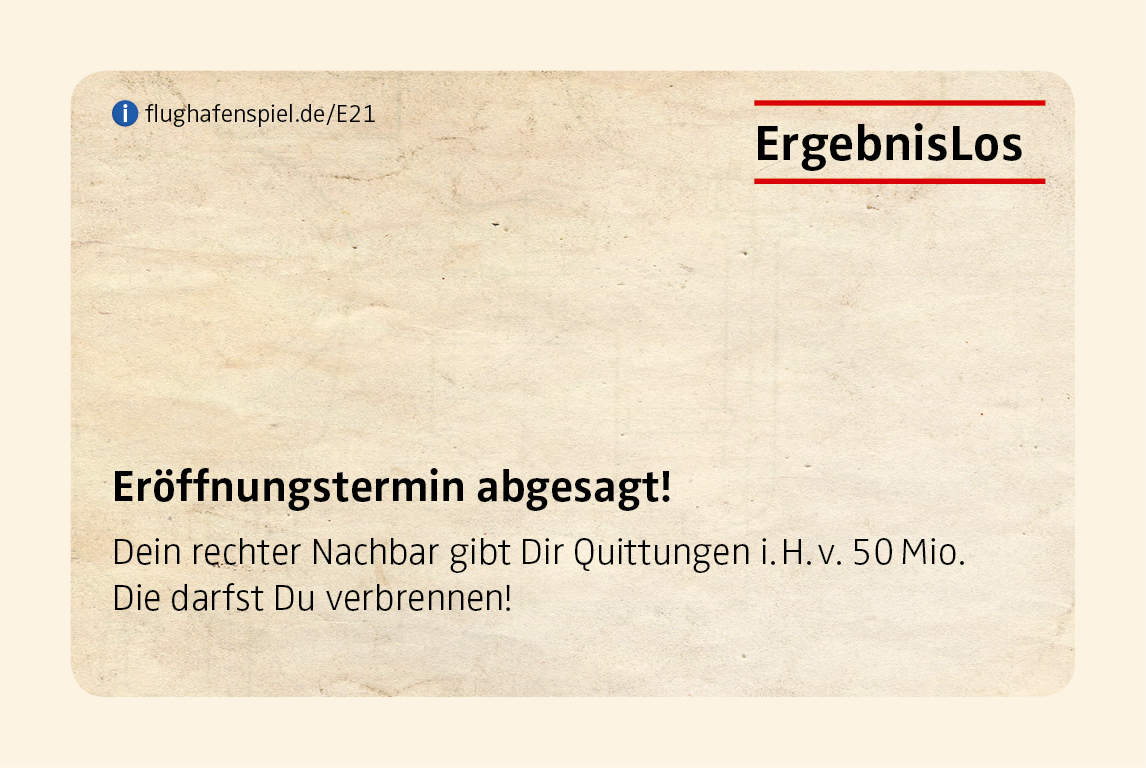 i flughafenspiel.de/E21
ErgebnisLos
Eröffnungstermin abgesagt!
Dein rechter Nachbar gibt Dir Quittungen i. H. v. 50 Mio.
Die darfst Du verbrennen!